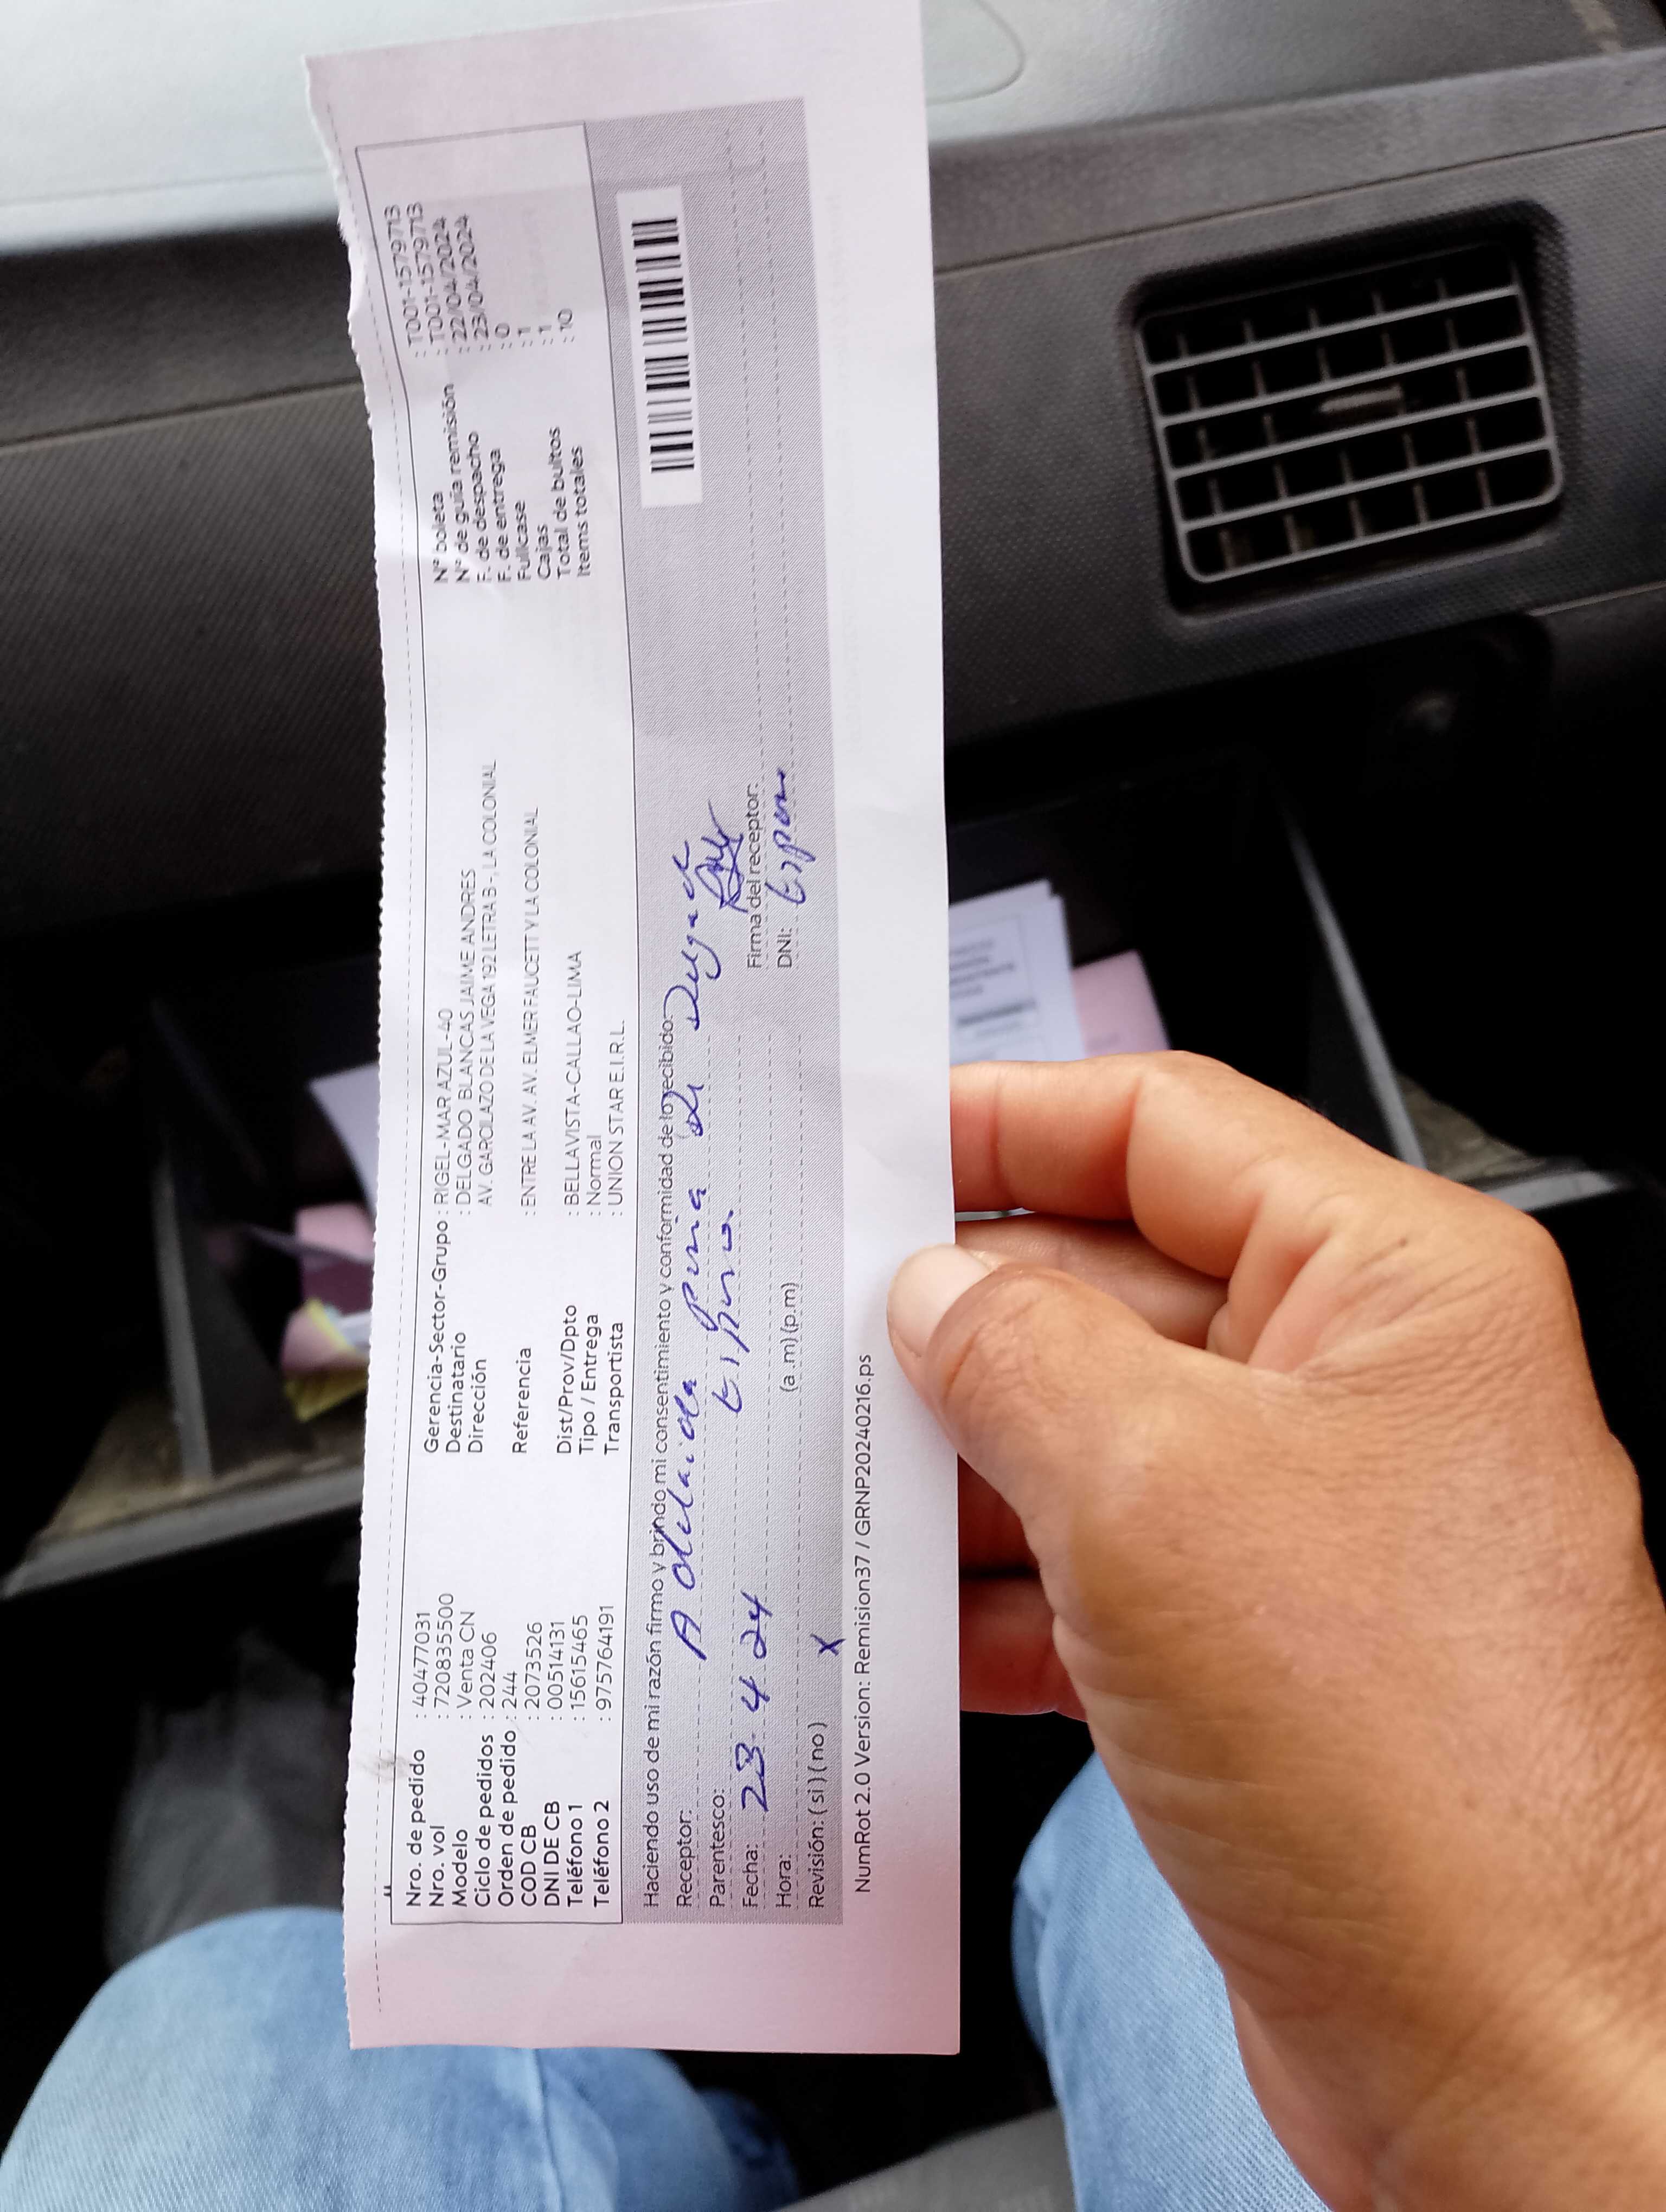 Nro. de pedido : 40477031
Nro. vol : 720835500
Modelo : Venta CN
Ciclo de pedidos : 202406
Orden de pedido : 244
COD CB : 2073526
DNI DE CB : 00514131
Teléfono 1 : 15615465
Teléfono 2 : 975764191
Gerencia-Sector-Grupo : RIGEL-MAR AZUL-40
Destinatario : DELGADO BLANCAS JAIME ANDRES
Dirección AV. GAROLAZO DE LA VEGA 192 LETRA B-, LA COLONIAL
Referencia : ENTRE LA AV. AV. ELMER FAUCETT Y LA COLONIAL
Dist/Prov/Dpto : BELLAVISTA-CALLAO-LIMA
Tipo / Entrega : Normal
Transportista : UNION STAR E.I.R.L.
N° boleta : T001-1579713
N° de guía remisión : T001-1579713
F. de despacho : 22/04/2024
F. de entrega : 23/04/2024
Fullcase : 0
Cajas : 1
Total de bultos : 1
Items totales : 10
Haciendo uso de mi razón firmo y brindo mi consentimiento y conformidad de lo recibido:
Receptor: Adelaida Peña de Delgado
Parentesco:
Fecha: 23 4 24
Firma del receptor:
Hora: (a.m) (p.m)
DNI:
Revisión: ( si ) ( no ) X
NumRot 2.0 Version: Remision37 / GRNP20240216.ps